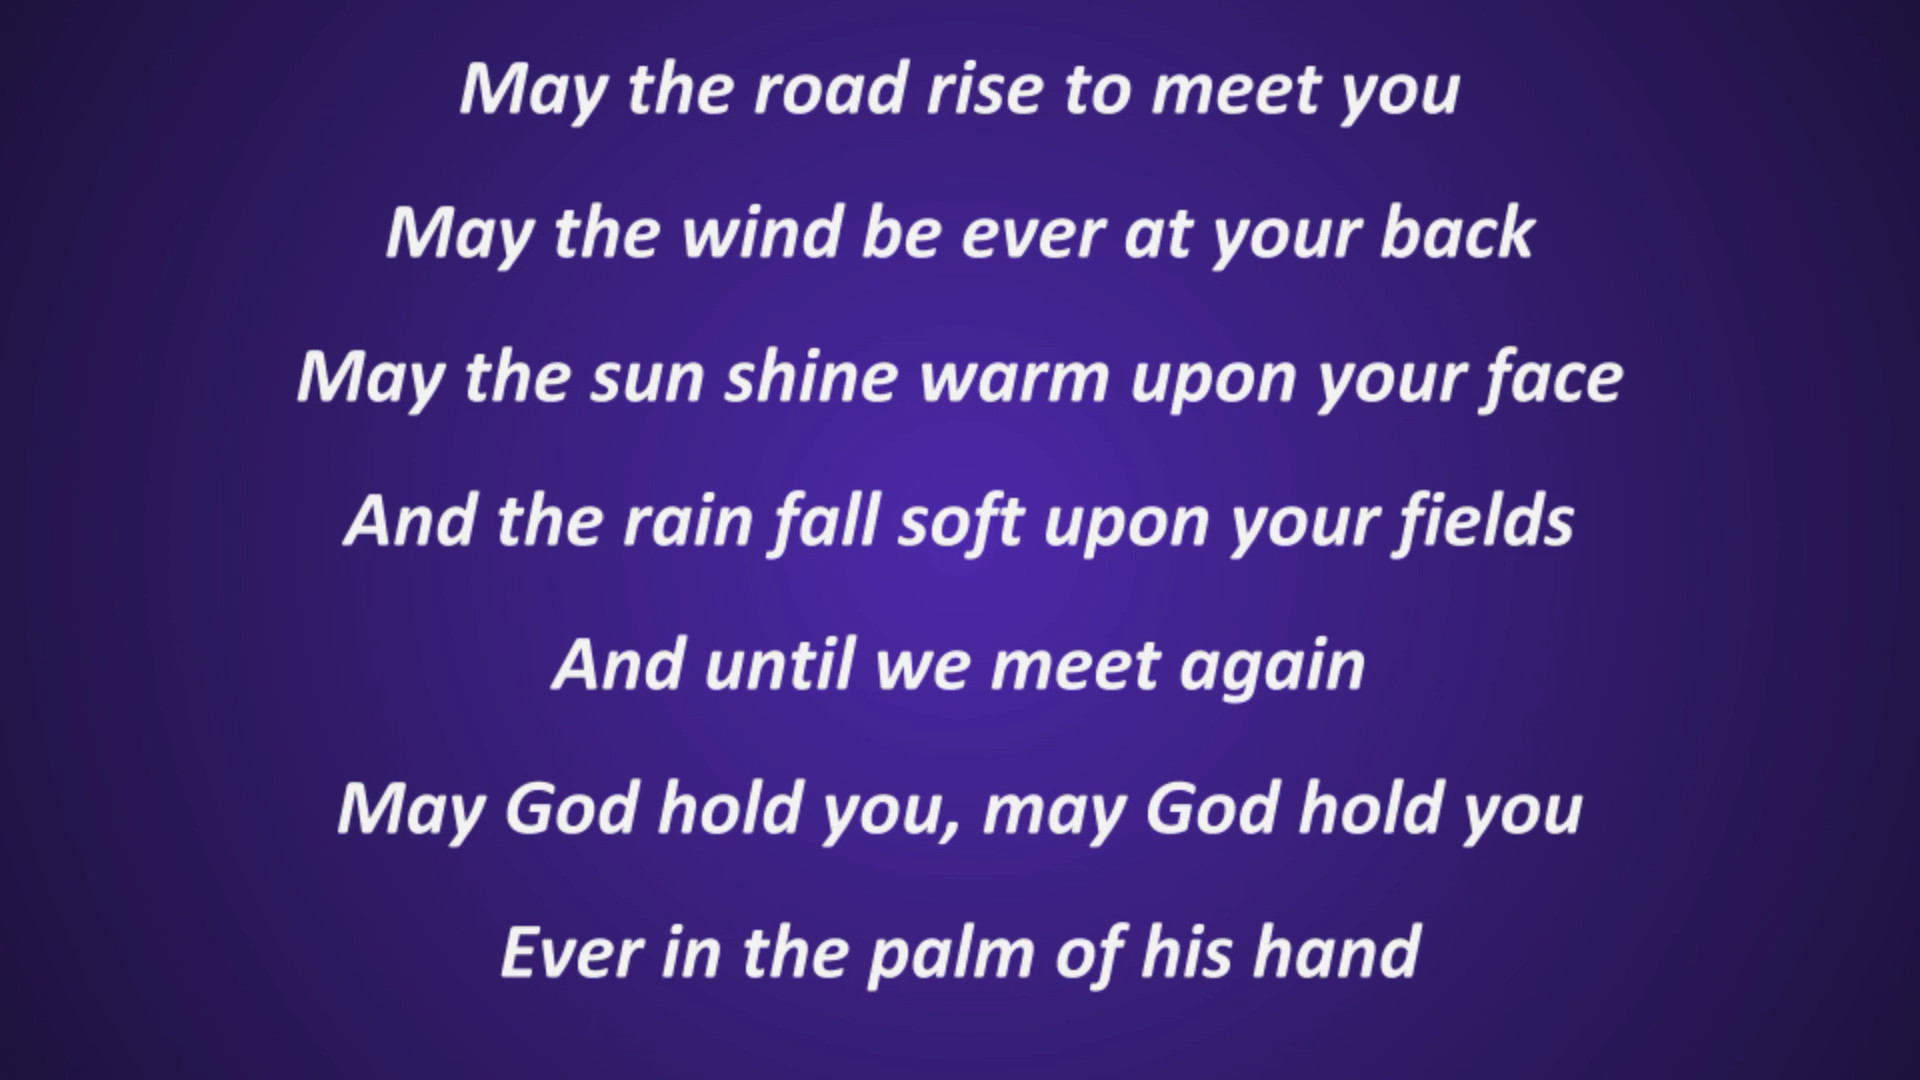 May the road rise to meet you
May the wind be ever at your back
May the sun shine warm upon your face
And the rain fall soft upon your fields
And until we meet again
May God hold you, may God hold you
Ever in the palm of his hand